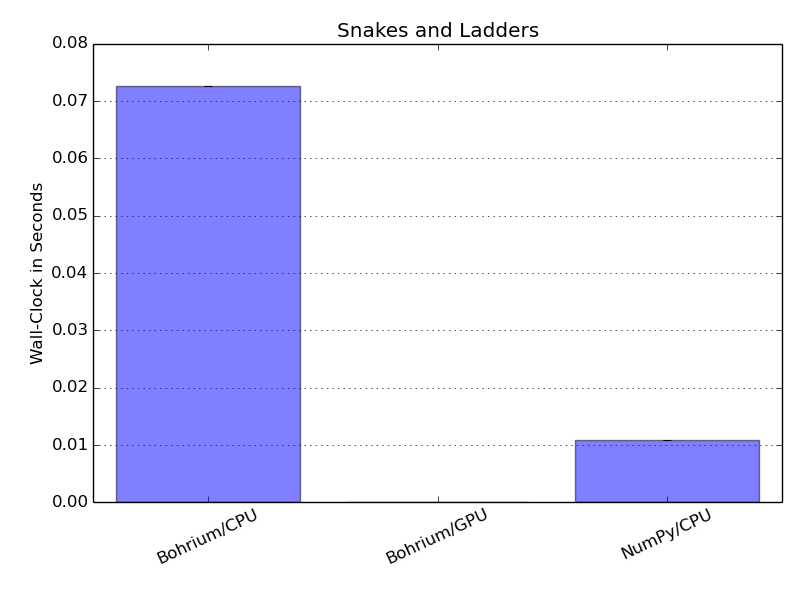 Snakes and Ladders
Wall-Clock in Seconds
0.08
0.07
0.06
0.05
0.04
0.03
0.02
0.01
0.00
Bohrium/CPU
Bohrium/GPU
NumPy/CPU